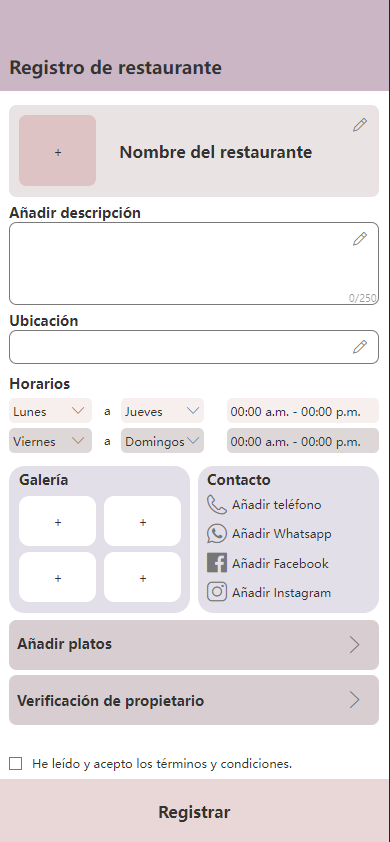 Registro de restaurante
+
Nombre del restaurante
Añadir descripción
0/250
Ubicación
Horarios
Lunes a Jueves 00:00 a.m. - 00:00 p.m.
Viernes a Domingos 00:00 a.m. - 00:00 p.m.
Galería
+ +
+ +
Contacto
Añadir teléfono
Añadir Whatsapp
Añadir Facebook
Añadir Instagram
Añadir platos
Verificación de propietario
He leído y acepto los términos y condiciones.
Registrar